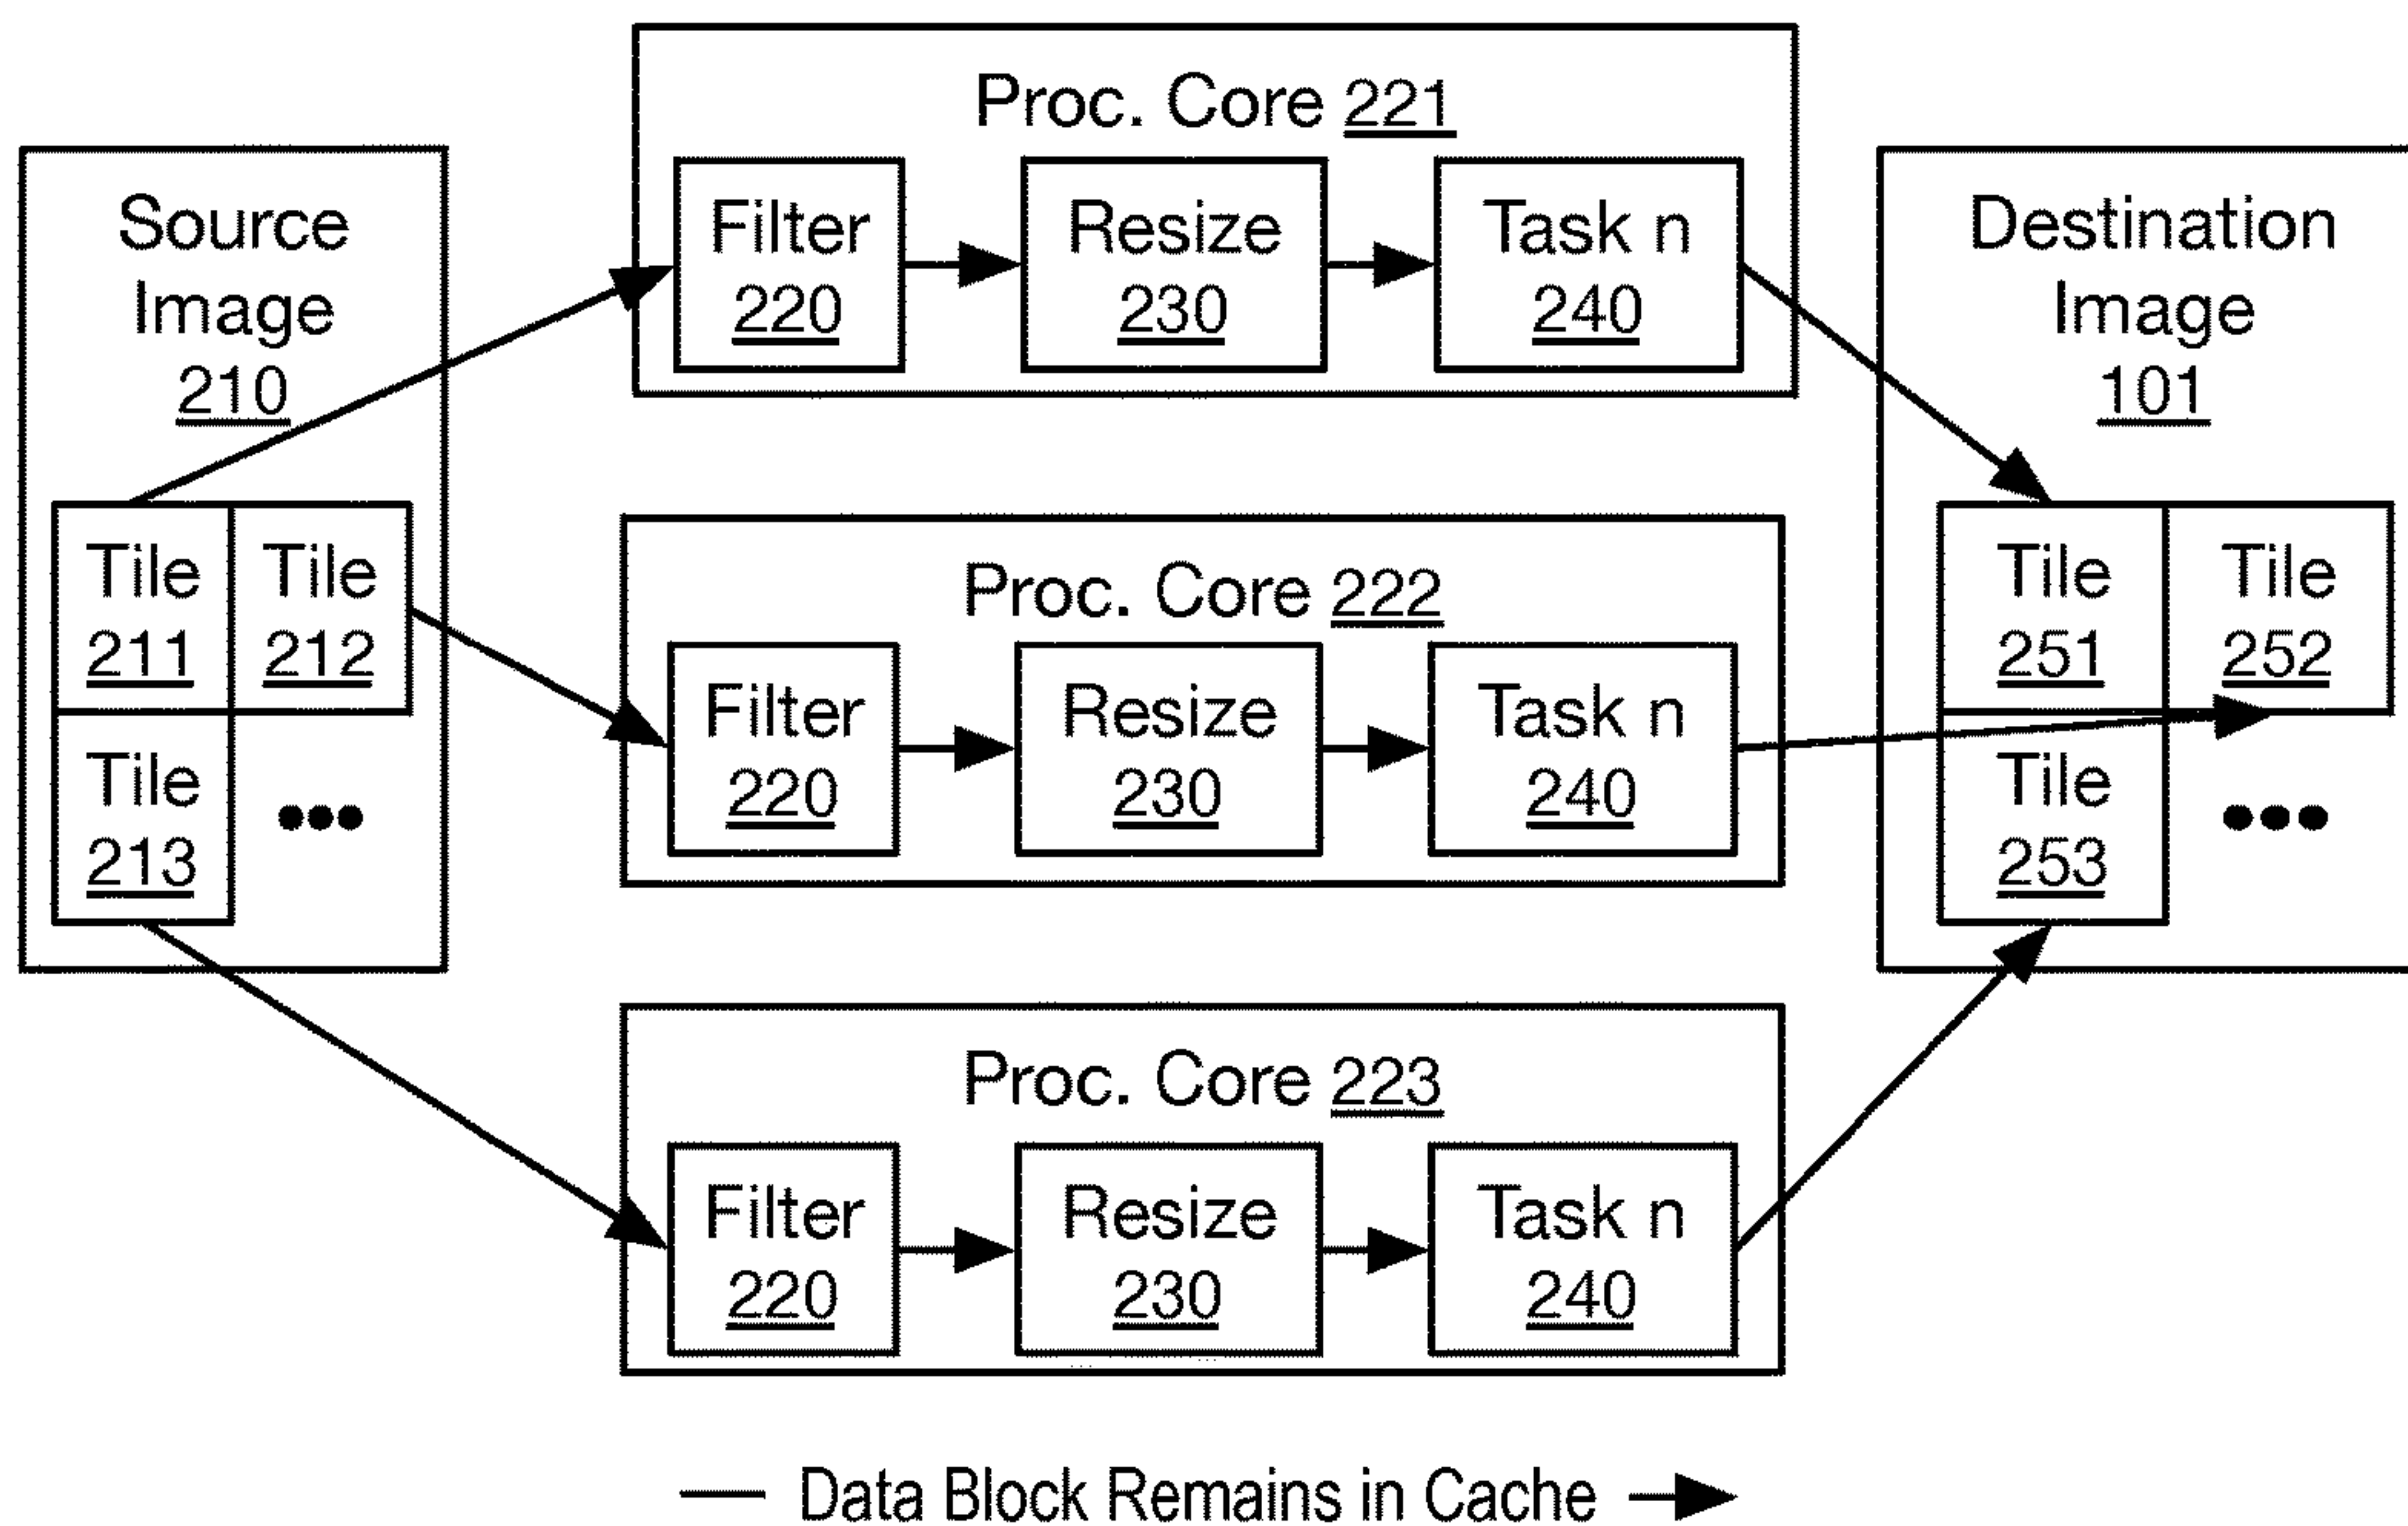 Source
Image
210
Tile
211
Tile
212
Tile
213
•••
Proc. Core 221
Filter
220
Resize
230
Task n
240
Proc. Core 222
Filter
220
Resize
230
Task n
240
Proc. Core 223
Filter
220
Resize
230
Task n
240
Destination
Image
101
Tile
251
Tile
252
Tile
253
•••
Data Block Remains in Cache